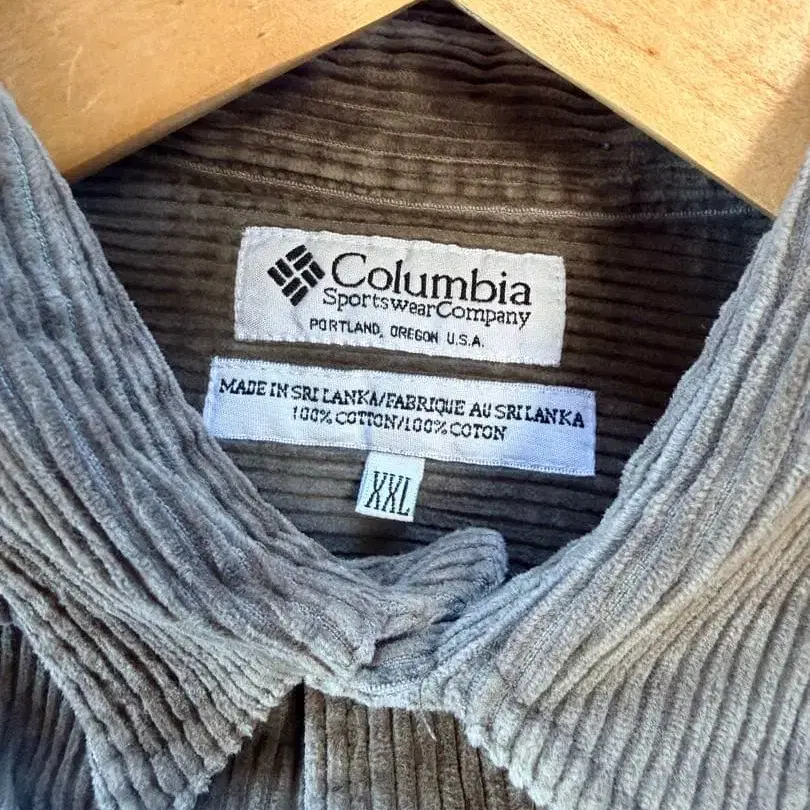 Columbia
SportswearCompany
PORTLAND, OREGON U.S.A.
MADE IN SRI LANKA/FABRIQUE AU SRI LANKA
100% COTTON/100% COTON
XXL